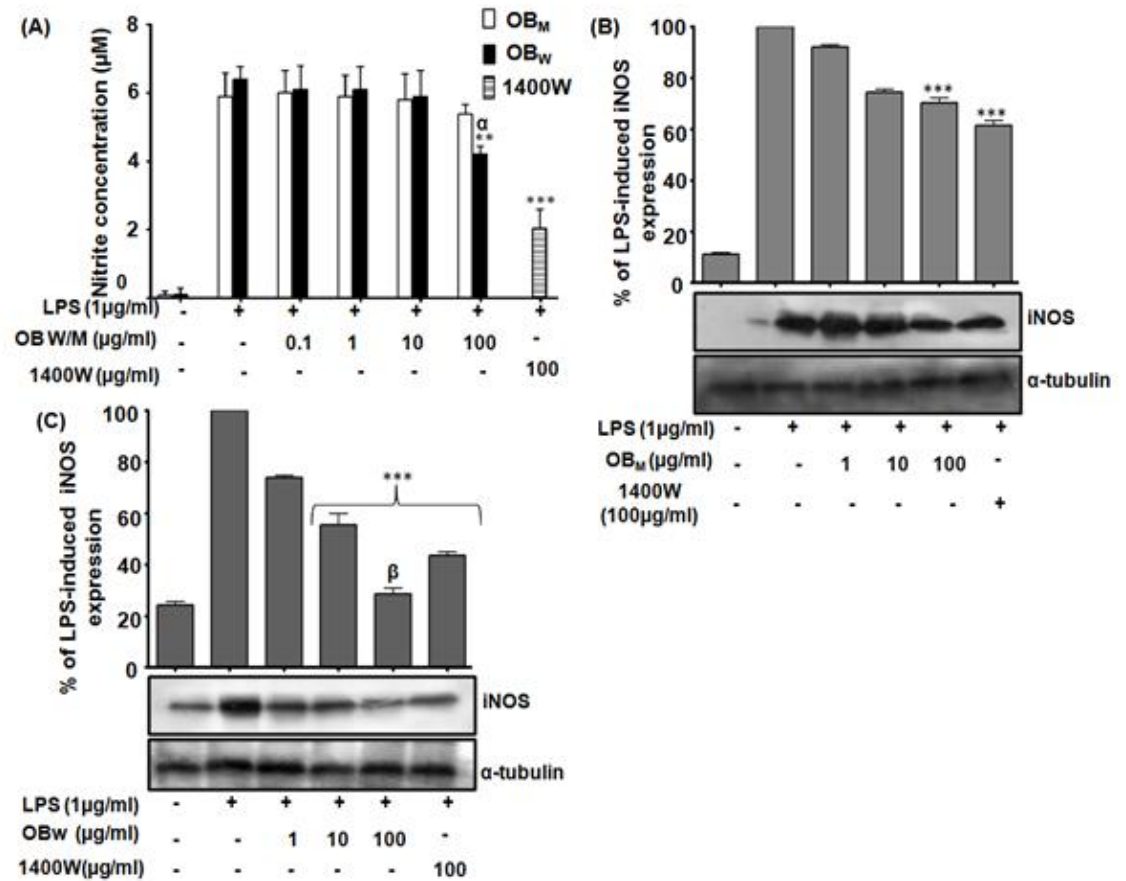 (A)
Nitrite concentration (µM)
8
6
4
2
0
OBM
OBW
1400W
α
**
***
LPS (1µg/ml) - + + + + + +
OB W/M (µg/ml) - - 0.1 1 10 100 -
1400W (µg/ml) - - - - - - 100
(B)
% of LPS-induced iNOS
expression
100
80
60
40
20
0
*** ***
iNOS
α-tubulin
LPS (1µg/ml) - + + + + +
OBM (µg/ml) - - 1 10 100 -
1400W
(100µg/ml) - - - - - +
(C)
% of LPS-induced iNOS
expression
100
80
60
40
20
0
***
β
iNOS
α-tubulin
LPS (1µg/ml) - + + + + +
OBw (µg/ml) - - 1 10 100 -
1400W(µg/ml) - - - - - 100